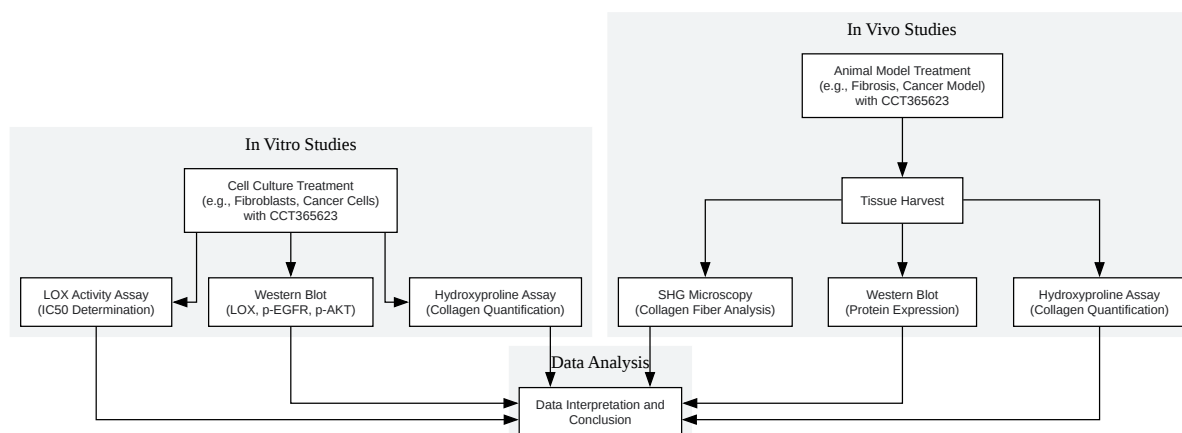 In Vivo Studies
Animal Model Treatment
(e.g., Fibrosis, Cancer Model)
with CCT365623
Tissue Harvest
SHG Microscopy
(Collagen Fiber Analysis)
Western Blot
(Protein Expression)
Hydroxyproline Assay
(Collagen Quantification)
In Vitro Studies
Cell Culture Treatment
(e.g., Fibroblasts, Cancer Cells)
with CCT365623
LOX Activity Assay
(IC50 Determination)
Western Blot
(LOX, p-EGFR, p-AKT)
Hydroxyproline Assay
(Collagen Quantification)
Data Analysis
Data Interpretation and
Conclusion